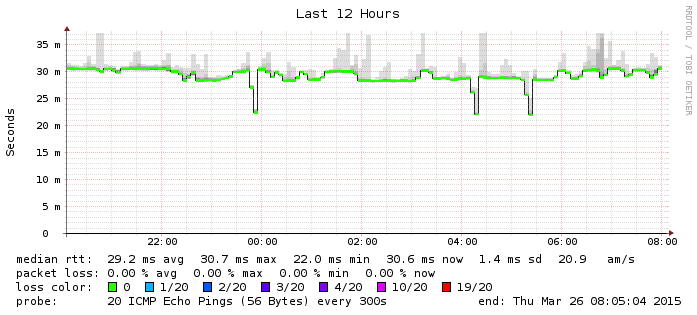 Last 12 Hours
RRDTOOL / TOBI OETIKER
Seconds
35 m
30 m
25 m
20 m
15 m
10 m
5 m
0
22:00 00:00 02:00 04:00 06:00 08:00
median rtt: 29.2 ms avg 30.7 ms max 22.0 ms min 30.6 ms now 1.4 ms sd 20.9 am/s
packet loss: 0.00 % avg 0.00 % max 0.00 % min 0.00 % now
loss color: 0 1/20 2/20 3/20 4/20 10/20 19/20
probe: 20 ICMP Echo Pings (56 Bytes) every 300s end: Thu Mar 26 08:05:04 2015